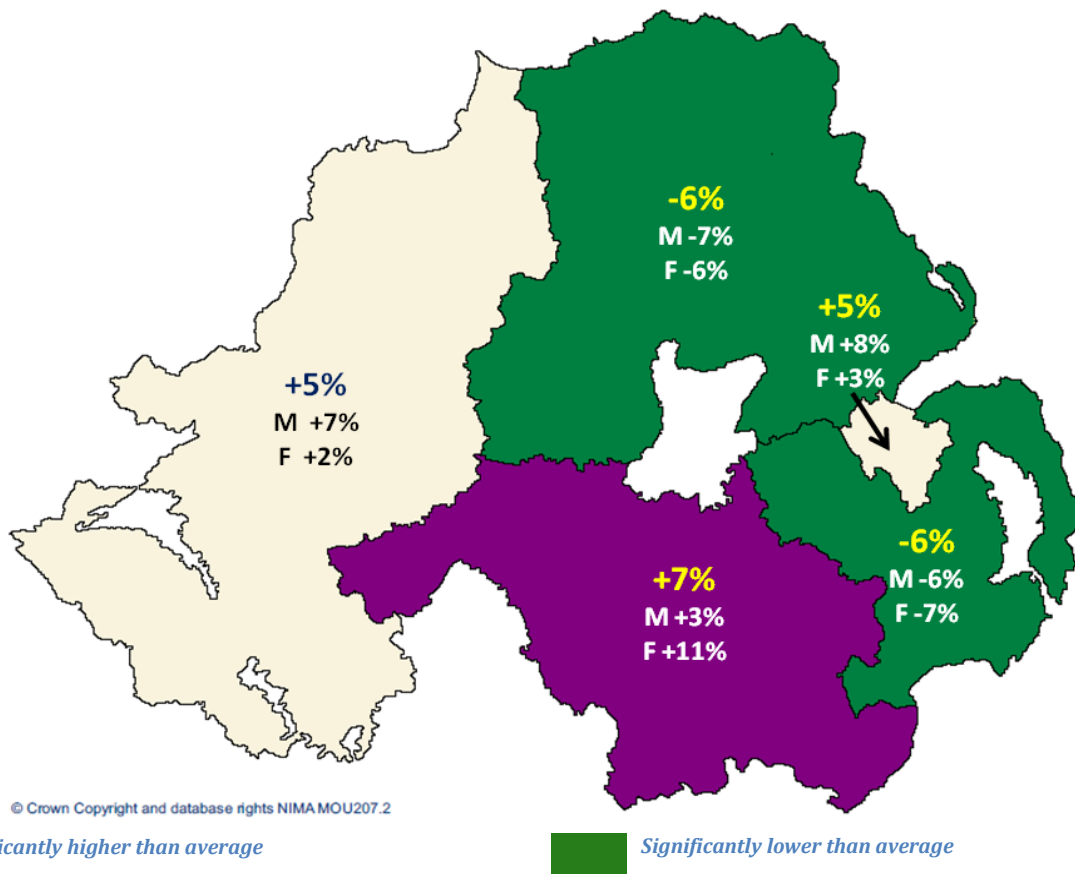 -6%
M -7%
F -6%
+5%
M +8%
F +3%
+5%
M +7%
F +2%
-6%
M -6%
F -7%
+7%
M +3%
F +11%
© Crown Copyright and database rights NIMA MOU207.2
higher than average
Significantly lower than average